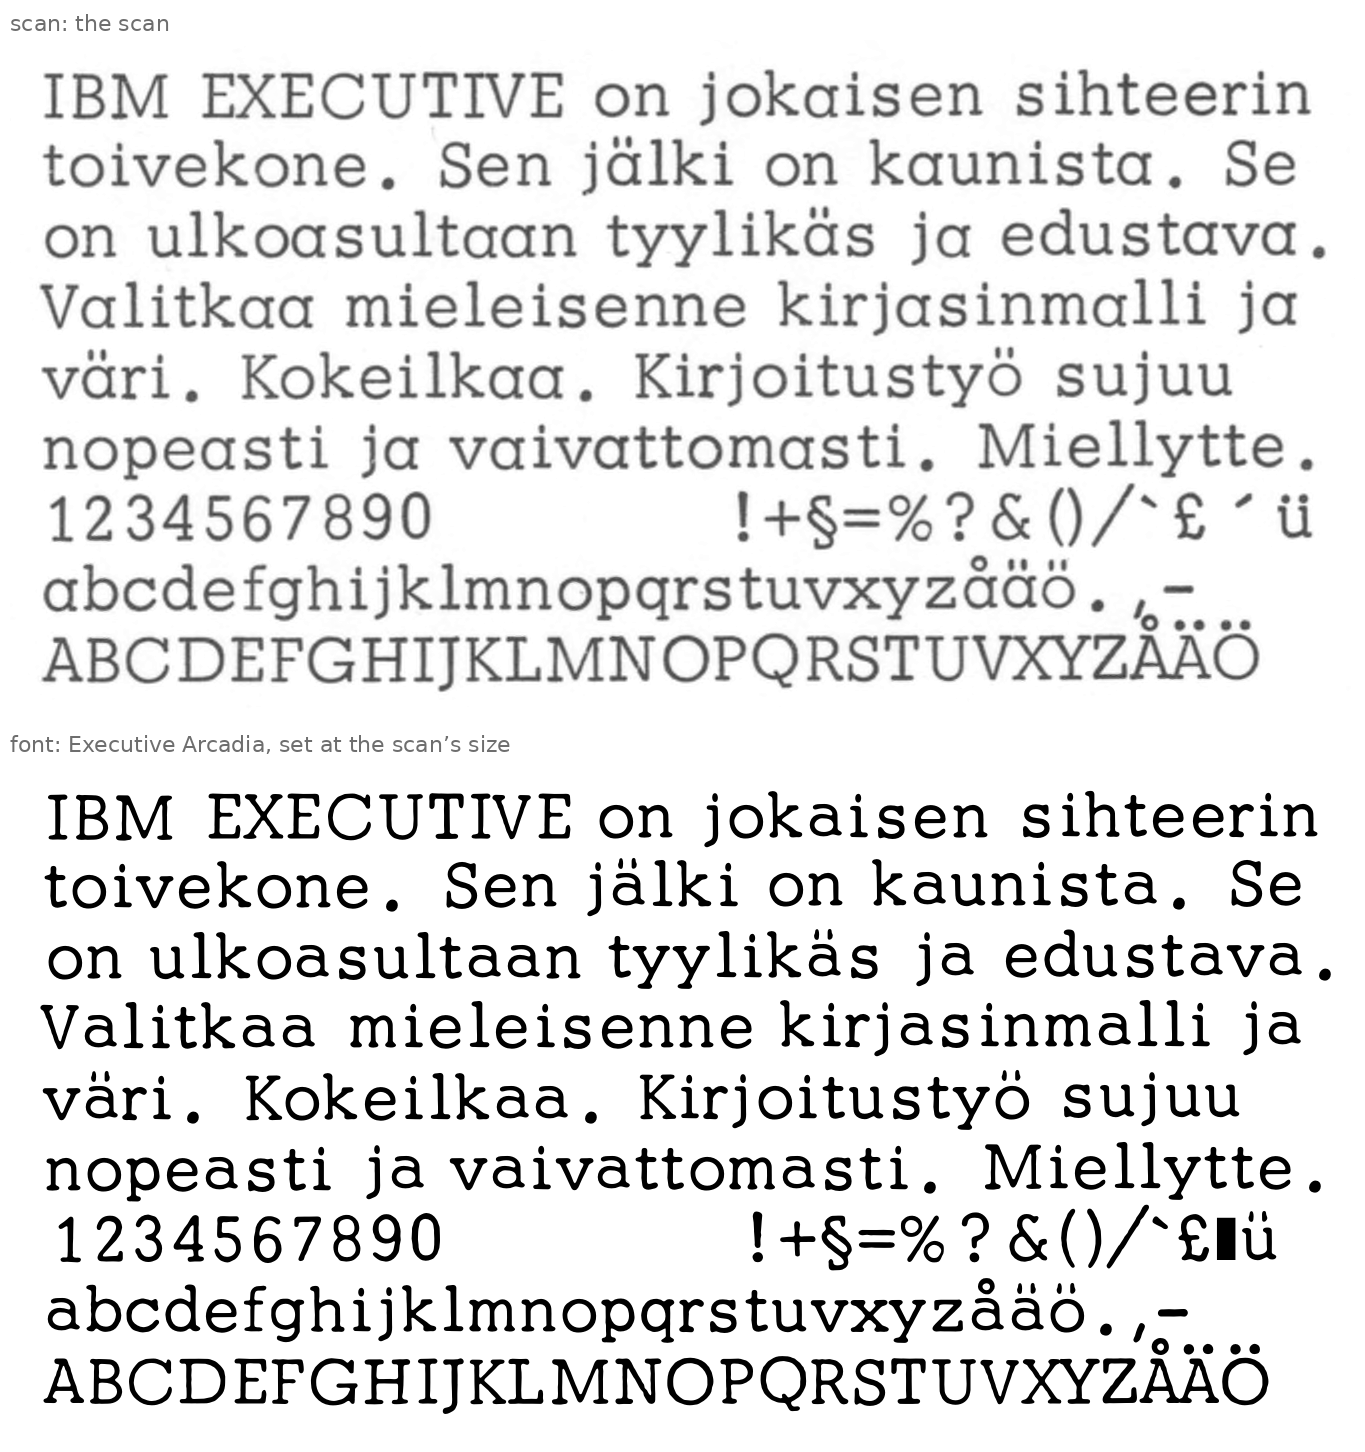 scan: the scan
IBM EXECUTIVE on jokaisen sihteerin
toivekone. Sen jälki on kaunista. Se
on ulkoasultaan tyylikäs ja edustava.
Valitkaa mieleisenne kirjasinmalli ja
väri. Kokeilkaa. Kirjoitustyö sujuu
nopeasti ja vaivattomasti. Miellytte.
1234567890 !+§=%?&()/`£ ´ ü
abcdefghijklmnopqrstuvxyzåäö.,-
ABCDEFGHIJKLMNOPQRSTUVXYZÅÄÖ
font: Executive Arcadia, set at the scan’s size
IBM EXECUTIVE on jokaisen sihteerin
toivekone. Sen jälki on kaunista. Se
on ulkoasultaan tyylikäs ja edustava.
Valitkaa mieleisenne kirjasinmalli ja
väri. Kokeilkaa. Kirjoitustyö sujuu
nopeasti ja vaivattomasti. Miellytte.
1234567890 !+§=%?&()/`£▮ü
abcdefghijklmnopqrstuvxyzåäö.,-
ABCDEFGHIJKLMNOPQRSTUVXYZÅÄÖ